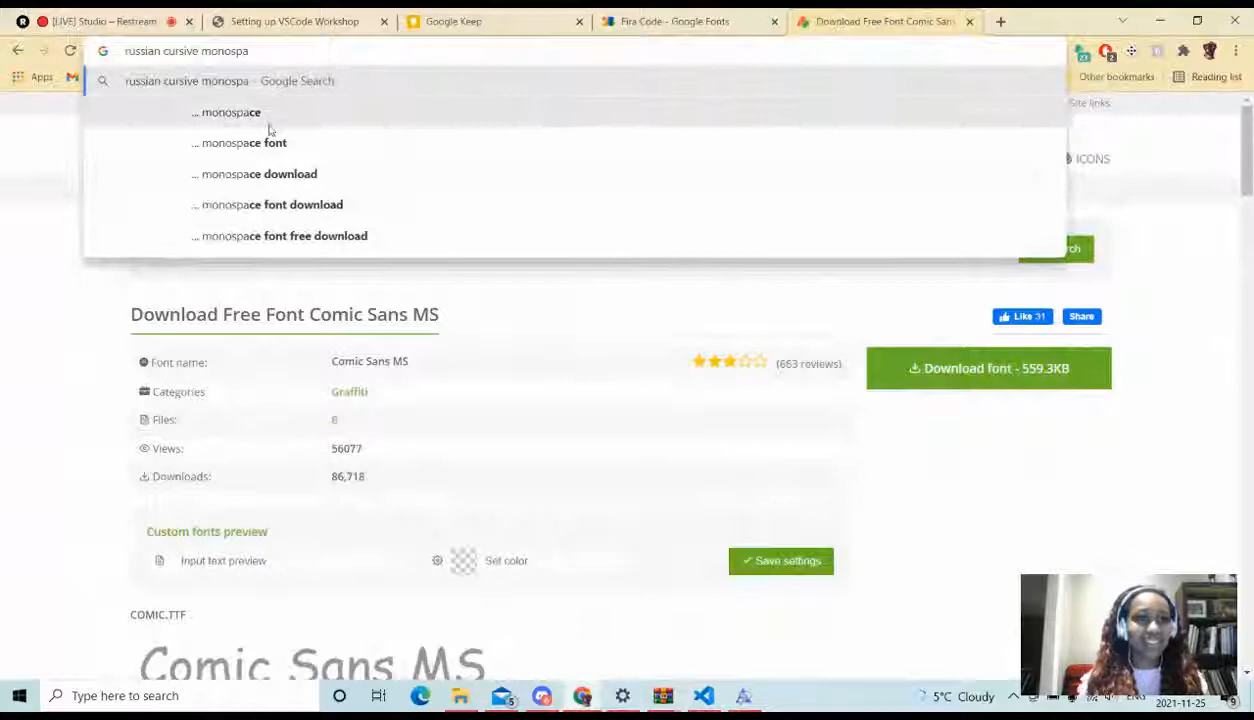 [LIVE] Studio – Restream
Setting up VSCode Workshop
Google Keep
Fira Code - Google Fonts
Download Free Font Comic Sans
russian cursive monospa
russian cursive monospa - Google Search
Apps
Other bookmarks
Reading list
... monospace
... monospace font
... monospace download
... monospace font download
... monospace font free download
Site links
ICONS
Download Free Font Comic Sans MS
Like 31
Share
Font name:
Comic Sans MS
(663 reviews)
Download font - 559.3KB
Categories
Graffiti
Files:
Views:
56077
Downloads:
86,718
Custom fonts preview
Input text preview
Set color
Save settings
COMIC.TTF
Comic Sans MS
Type here to search
5°C Cloudy
ENG
2021-11-25